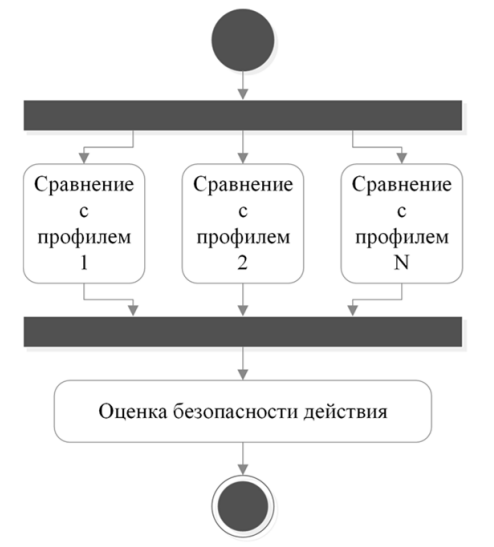 Сравнение
с
профилем
1
Сравнение
с
профилем
2
Сравнение
с
профилем
N
Оценка безопасности действия